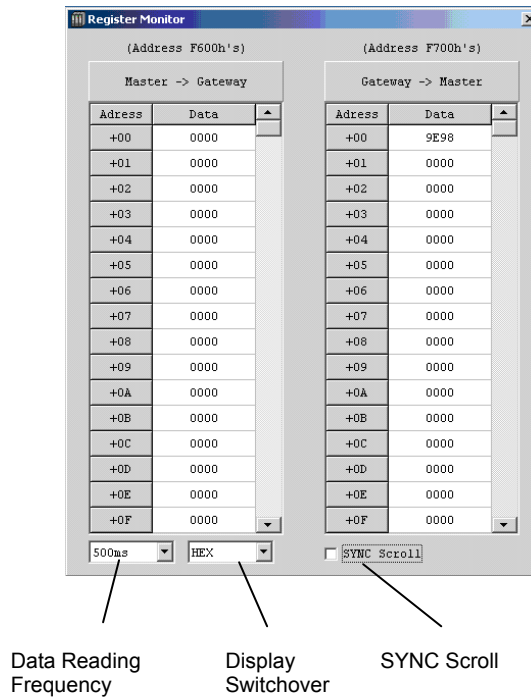 Register Monitor
(Address F600h's) (Address F700h's)
Master -> Gateway Gateway -> Master
Adress Data Adress Data
+00 0000 +00 9E98
+01 0000 +01 0000
+02 0000 +02 0000
+03 0000 +03 0000
+04 0000 +04 0000
+05 0000 +05 0000
+06 0000 +06 0000
+07 0000 +07 0000
+08 0000 +08 0000
+09 0000 +09 0000
+0A 0000 +0A 0000
+0B 0000 +0B 0000
+0C 0000 +0C 0000
+0D 0000 +0D 0000
+0E 0000 +0E 0000
+0F 0000 +0F 0000
500ms HEX SYNC Scroll
Data Reading Display SYNC Scroll
Frequency Switchover